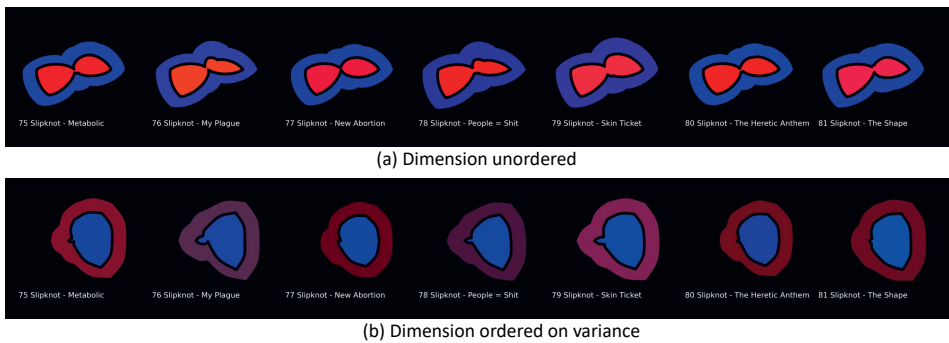 75 Slipknot - Metabolic 76 Slipknot - My Plague 77 Slipknot - New Abortion 78 Slipknot - People = Shit 79 Slipknot - Skin Ticket 80 Slipknot - The Heretic Anthem 81 Slipknot - The Shape
(a) Dimension unordered
75 Slipknot - Metabolic 76 Slipknot - My Plague 77 Slipknot - New Abortion 78 Slipknot - People = Shit 79 Slipknot - Skin Ticket 80 Slipknot - The Heretic Anthem 81 Slipknot - The Shape
(b) Dimension ordered on variance